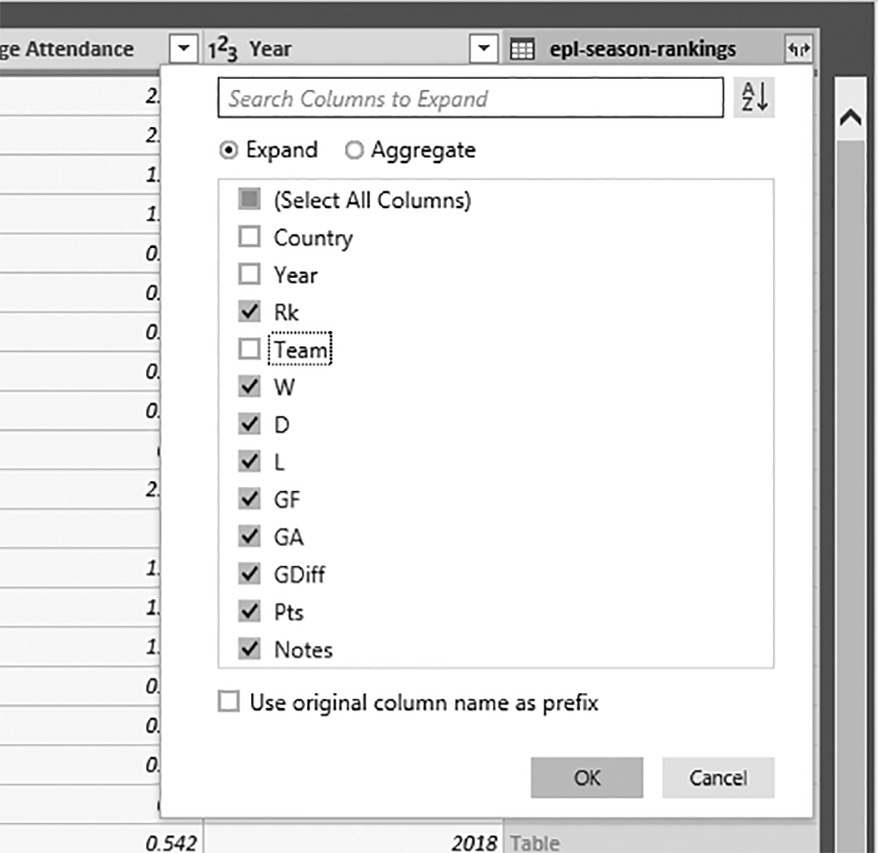 ge Attendance 1²3 Year epl-season-rankings
Search Columns to Expand
A Z
Expand Aggregate
(Select All Columns)
Country
Year
Rk
Team
W
D
L
GF
GA
GDiff
Pts
Notes
Use original column name as prefix
OK Cancel
2.
2.
1.
1.
0.
0.
0.
0.
0.
2.
1.
1.
1.
0.
0.
0.
0.542 2018 Table